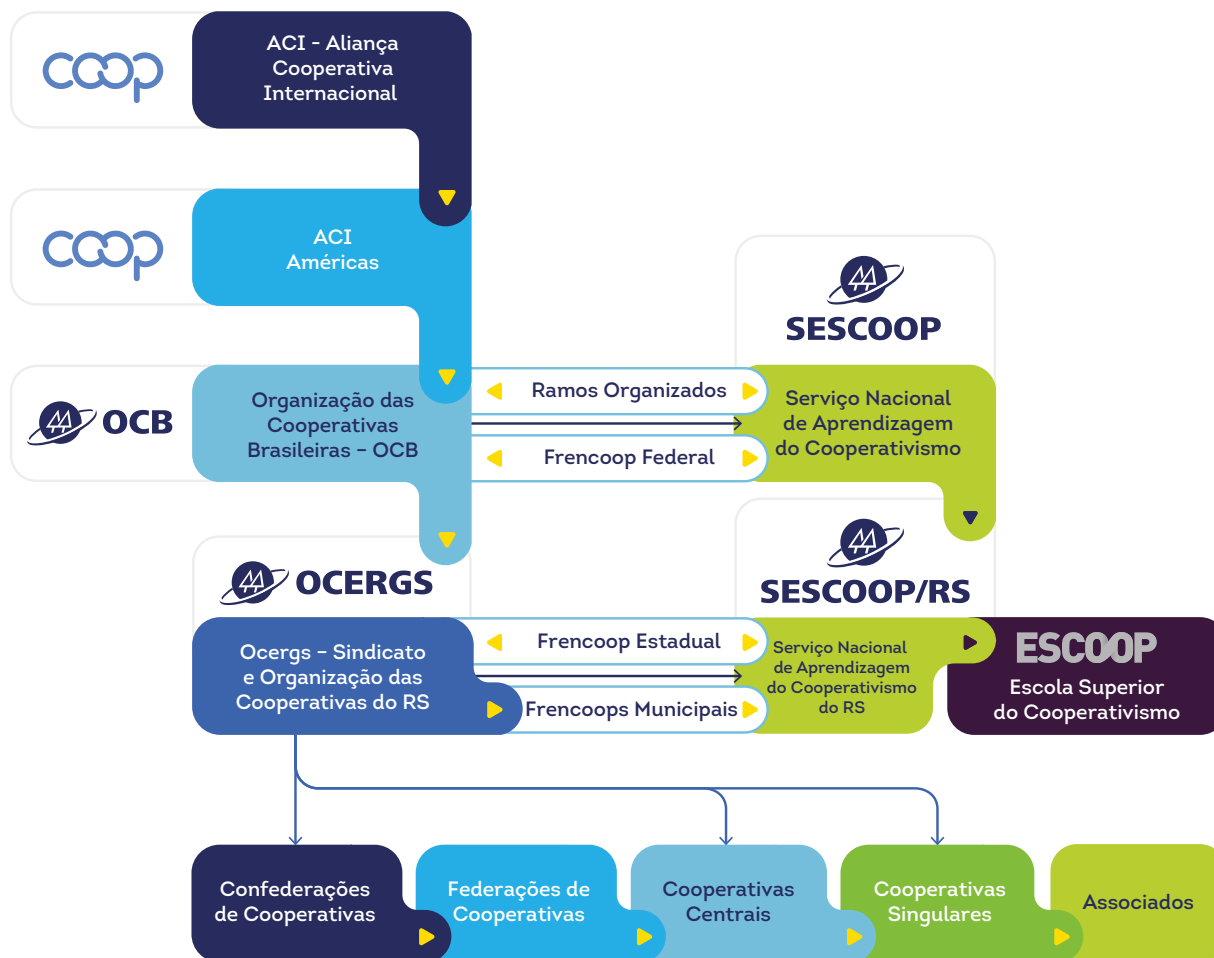 coop
ACI - Aliança
Cooperativa
Internacional
coop
ACI
Américas
OCB
Organização das
Cooperativas
Brasileiras – OCB
Ramos Organizados
Frencoop Federal
SESCOOP
Serviço Nacional
de Aprendizagem
do Cooperativismo
OCERGS
Ocergs – Sindicato
e Organização das
Cooperativas do RS
Frencoop Estadual
Frencoops Municipais
SESCOOP/RS
Serviço Nacional
de Aprendizagem
do Cooperativismo
do RS
ESCOOP
Escola Superior
do Cooperativismo
Confederações
de Cooperativas
Federações de
Cooperativas
Cooperativas
Centrais
Cooperativas
Singulares
Associados